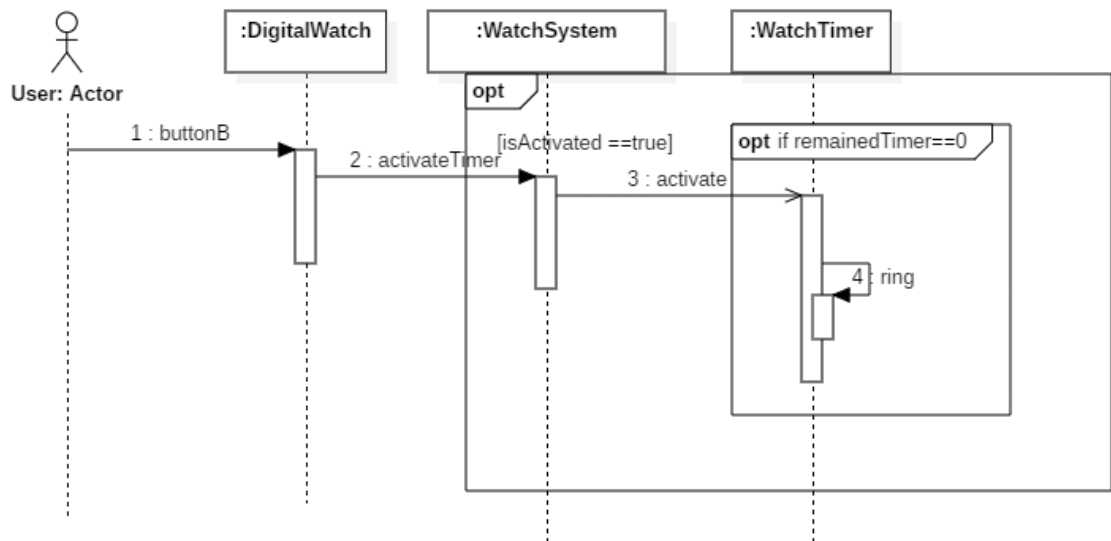 :DigitalWatch
:WatchSystem
:WatchTimer
User: Actor
opt
1 : buttonB
[isActivated ==true]
opt if remainedTimer==0
2 : activateTimer
3 : activate
4 : ring